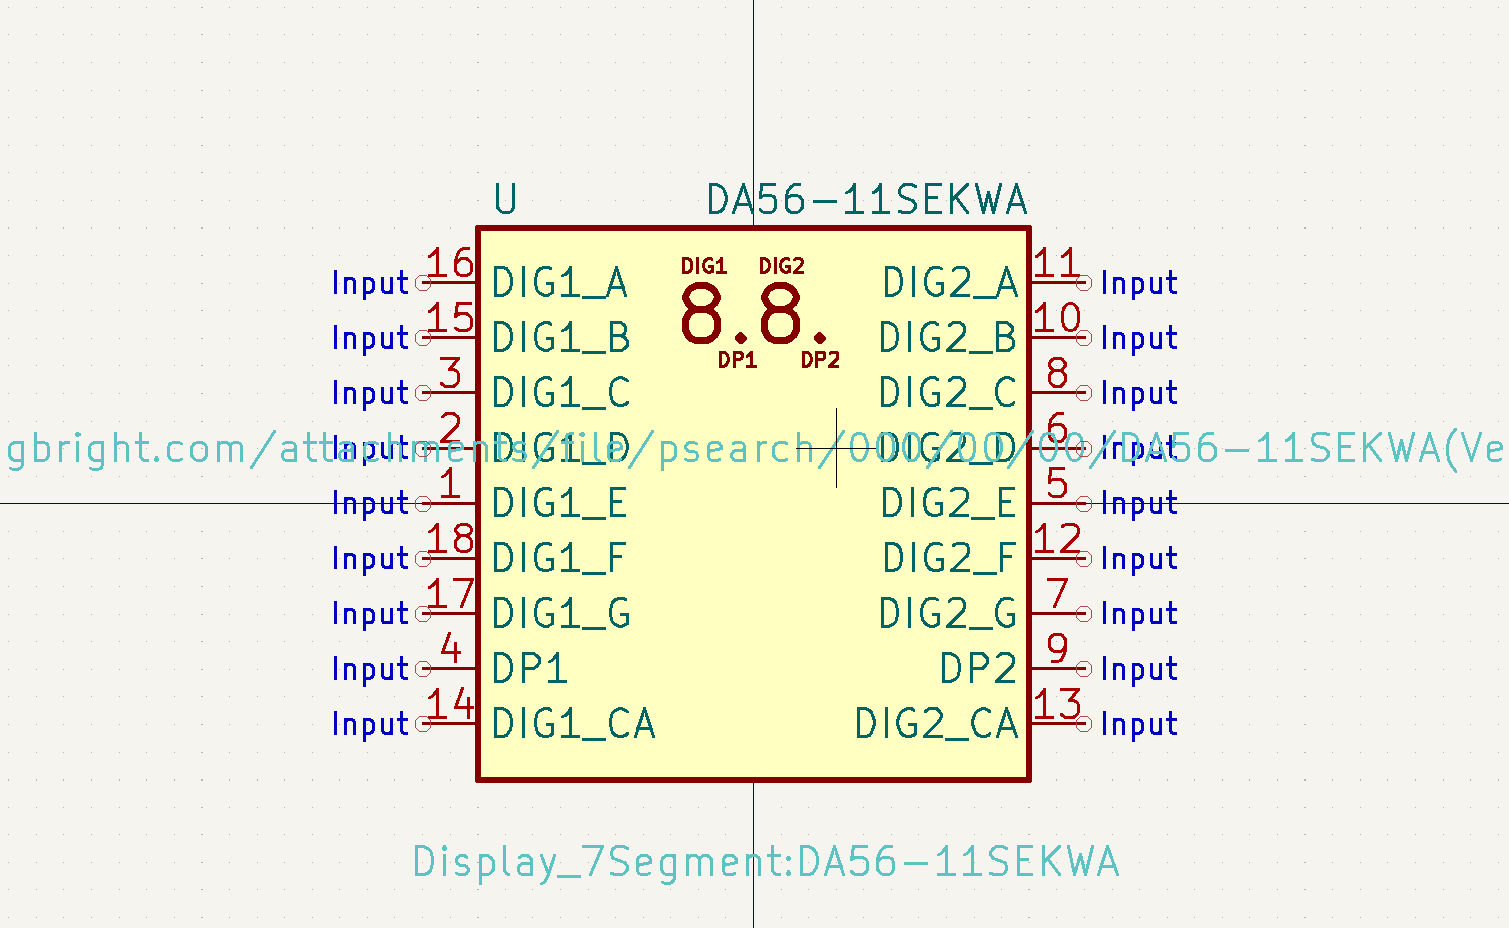 U DA56-11SEKWA
DIG1 DIG2
Input 16 DIG1_A 8.8. DIG2_A 11 Input
Input 15 DIG1_B DIG2_B 10 Input
DP1 DP2
Input 3 DIG1_C DIG2_C 8 Input
Input 2 DIG1_D DIG2_D 6 Input
gbright.com/attachments/file/psearch/000/00/00/DA56-11SEKWA(Ve
Input 1 DIG1_E DIG2_E 5 Input
Input 18 DIG1_F DIG2_F 12 Input
Input 17 DIG1_G DIG2_G 7 Input
Input 4 DP1 DP2 9 Input
Input 14 DIG1_CA DIG2_CA 13 Input
Display_7Segment:DA56-11SEKWA